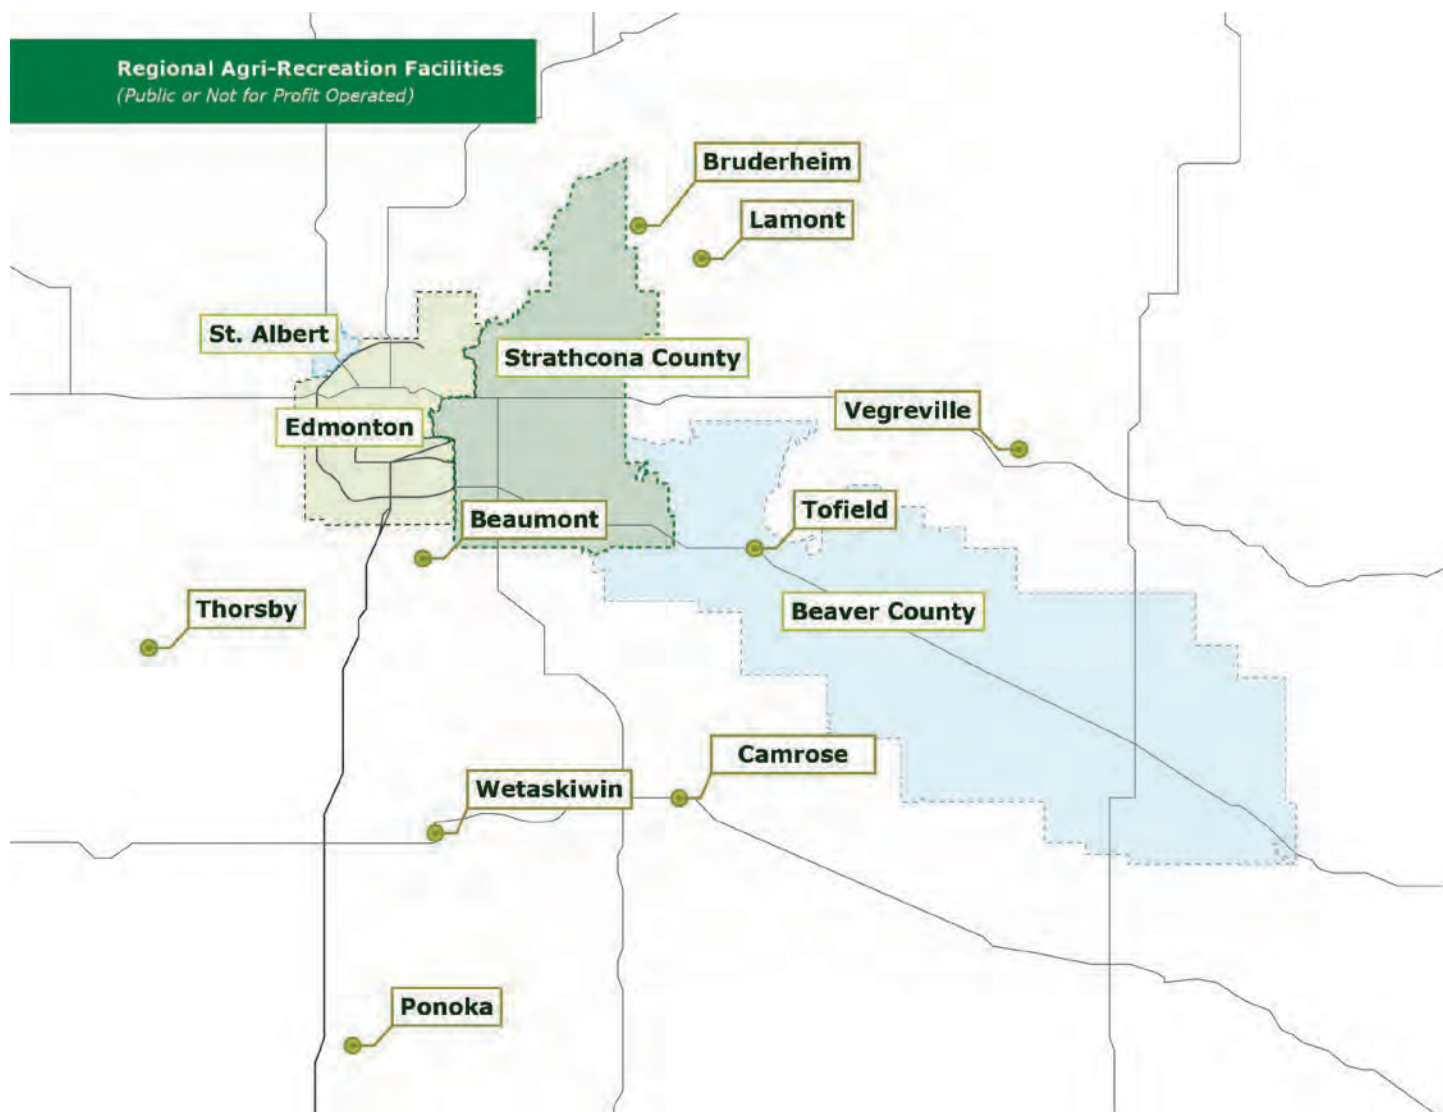 Regional Agri-Recreation Facilities
(Public or Not for Profit Operated)
Bruderheim
Lamont
St. Albert
Strathcona County
Vegreville
Edmonton
Tofield
Beaumont
Thorsby
Beaver County
Camrose
Wetaskiwin
Ponoka